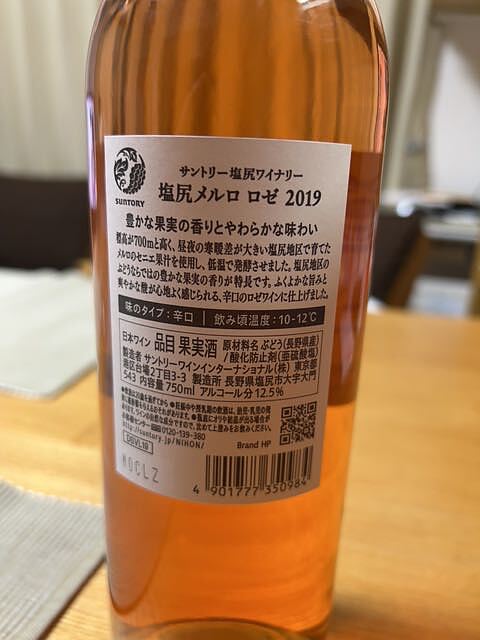 SUNTORY
サントリー塩尻ワイナリー
塩尻メルロ ロゼ 2019
豊かな果実の香りとやわらかな味わい
標高が700mと高く、昼夜の寒暖差が大きい塩尻地区で育てた
メルロのセニエ果汁を使用し、低温で発酵させました。塩尻地区の
ぶどうならではの豊かな果実の香りが特長です。ふくよかな旨みと
爽やかな酸が心地よく感じられる、辛口のロゼワインに仕上げました。
味のタイプ:辛口 飲み頃温度:10-12℃
日本ワイン 品目 果実酒 原材料名 ぶどう(長野県産)
/酸化防止剤(亜硫酸塩)
製造者 サントリーワインインターナショナル(株) 東京都
港区台場2丁目3-3 製造所 長野県塩尻市大字大門
543 内容量 750ml アルコール分 12.5%
0120-139-380
http://suntory.jp/NIHON/
Brand HP
4 901777 350984